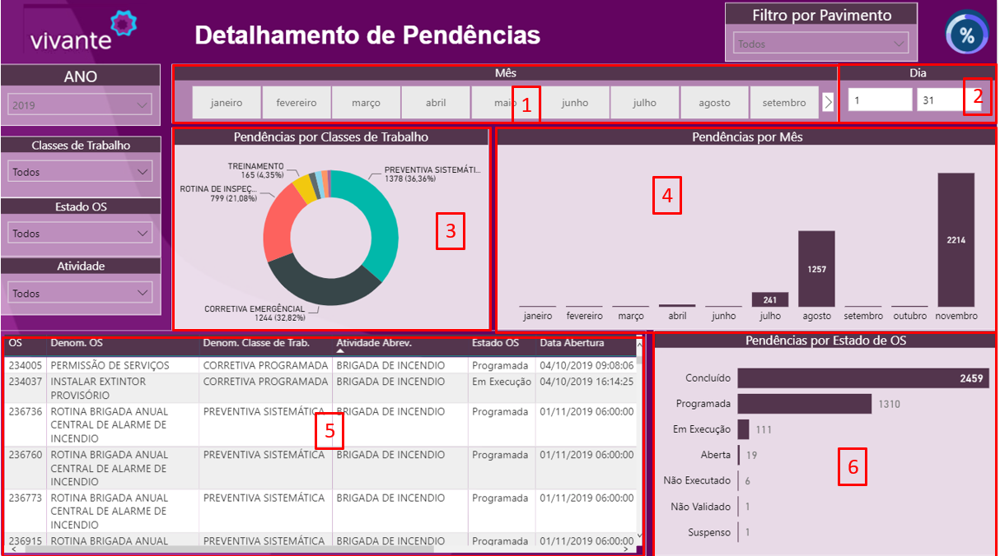 vivante
Detalhamento de Pendências
Filtro por Pavimento
Todos
%
ANO
2019
Mês
janeiro fevereiro março abril maio junho julho agosto setembro
1
Dia
1 31
2
Classes de Trabalho
Todos
Estado OS
Todos
Atividade
Todos
Pendências por Classes de Trabalho
TREINAMENTO
165 (4,35%)
PREVENTIVA SISTEMÁTI...
1378 (36,36%)
ROTINA DE INSPEÇ...
799 (21,08%)
3
CORRETIVA EMERGÊNCIAL
1244 (32,82%)
Pendências por Mês
4
2214
1257
241
janeiro fevereiro março abril junho julho agosto setembro outubro novembro
OS Denom. OS Denom. Classe de Trab. Atividade Abrev. Estado OS Data Abertura
234005 PERMISSÃO DE SERVIÇOS CORRETIVA PROGRAMADA BRIGADA DE INCENDIO Programada 04/10/2019 09:08:06
234037 INSTALAR EXTINTOR CORRETIVA PROGRAMADA BRIGADA DE INCENDIO Em Execução 04/10/2019 16:14:25
PROVISÓRIO
236736 ROTINA BRIGADA ANUAL PREVENTIVA SISTEMÁTICA BRIGADA DE INCENDIO Programada 01/11/2019 06:00:00
CENTRAL DE ALARME DE
INCENDIO
5
236760 ROTINA BRIGADA ANUAL PREVENTIVA SISTEMÁTICA BRIGADA DE INCENDIO Programada 01/11/2019 06:00:00
CENTRAL DE ALARME DE
INCENDIO
236773 ROTINA BRIGADA ANUAL PREVENTIVA SISTEMÁTICA BRIGADA DE INCENDIO Programada 01/11/2019 06:00:00
CENTRAL DE ALARME DE
INCENDIO
236915 ROTINA BRIGADA ANUAL PREVENTIVA SISTEMÁTICA BRIGADA DE INCENDIO Programada 01/11/2019 06:00:00
Pendências por Estado de OS
Concluído 2459
Programada 1310
Em Execução 111
Aberta 19
Não Executado 6
Não Validado 1
Suspenso 1
6